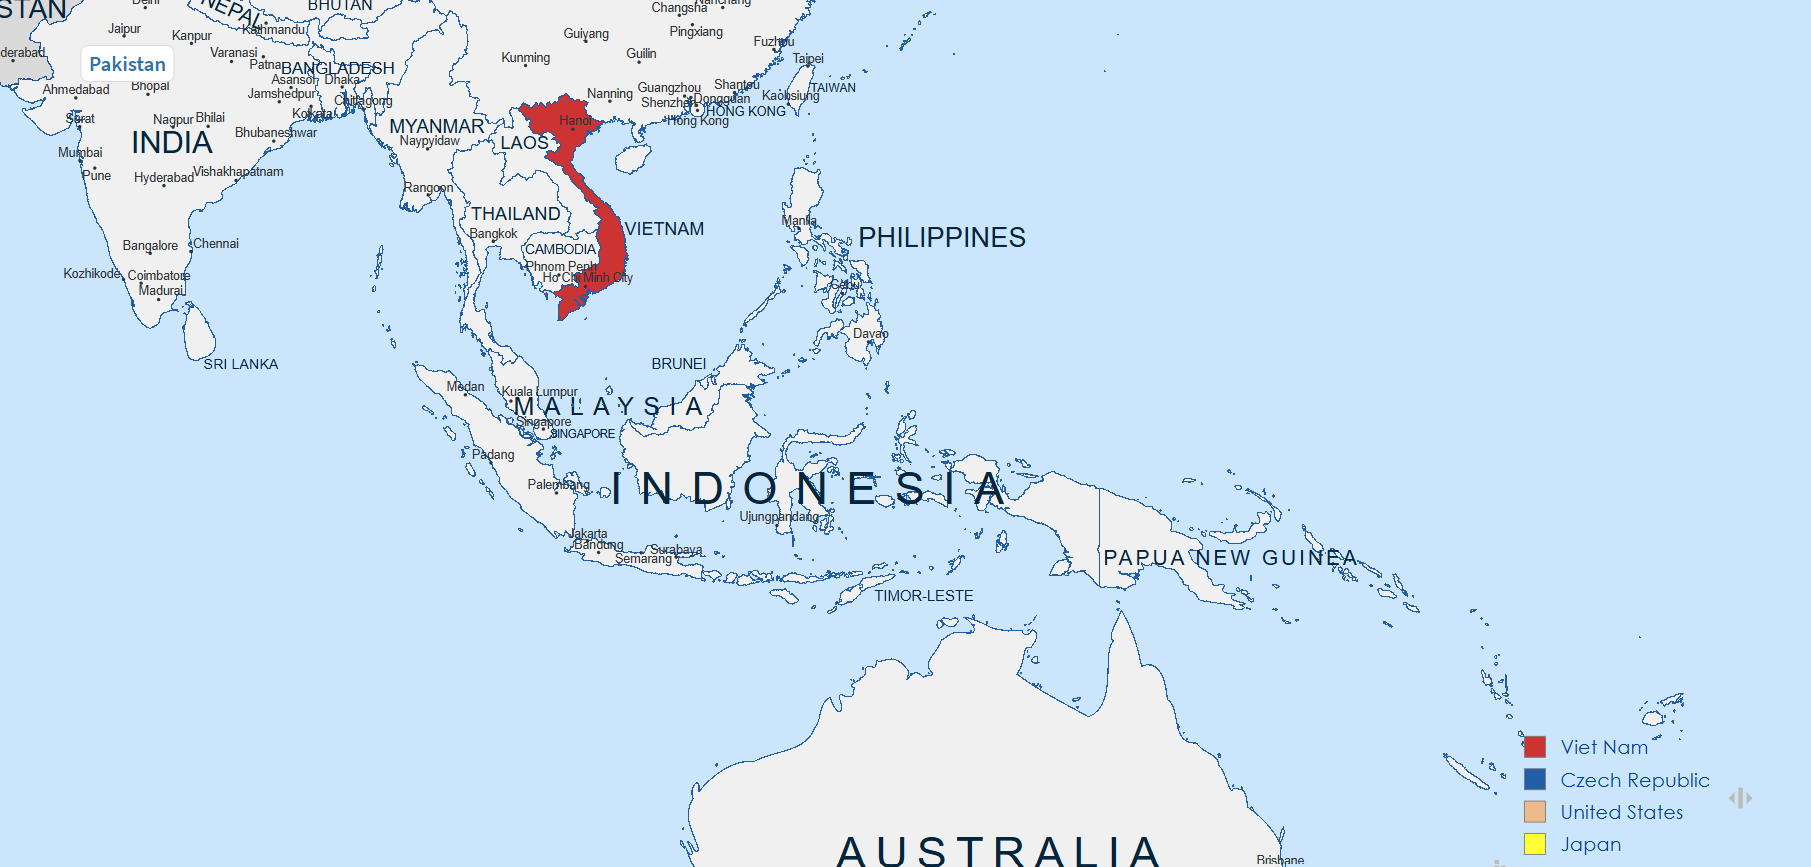 STAN
NEPAL
Delhi
BHUTAN
Changsha
Nanchang
Jaipur
Kanpur
Kathmandu
Guiyang
Pingxiang
Fuzhou
derabad
Pakistan
Varanasi
Patna
BANGLADESH
Kunming
Guilin
Taipei
Ahmedabad
Bhopal
Asansol
Dhaka
Jamshedpur
Chittagong
Nanning
Guangzhou
Shantou
Dongguan
Shenzhen
Kaohsiung
TAIWAN
HONG KONG
Hong Kong
Surat
Nagpur
Bhilai
Kolkata
Bhubaneshwar
INDIA
MYANMAR
Naypyidaw
LAOS
Hanoi
Mumbai
Pune
Hyderabad
Vishakhapatnam
Rangoon
THAILAND
Bangkok
VIETNAM
Manila
PHILIPPINES
Bangalore
Chennai
CAMBODIA
Phnom Penh
Ho Chi Minh City
Kozhikode
Coimbatore
Madurai
Cebu
Davao
SRI LANKA
BRUNEI
Medan
Kuala Lumpur
MALAYSIA
Singapore
SINGAPORE
Padang
Palembang
INDONESIA
Ujungpandang
Jakarta
Bandung
Semarang
Surabaya
PAPUA NEW GUINEA
TIMOR-LESTE
AUSTRALIA
Brisbane
Viet Nam
Czech Republic
United States
Japan